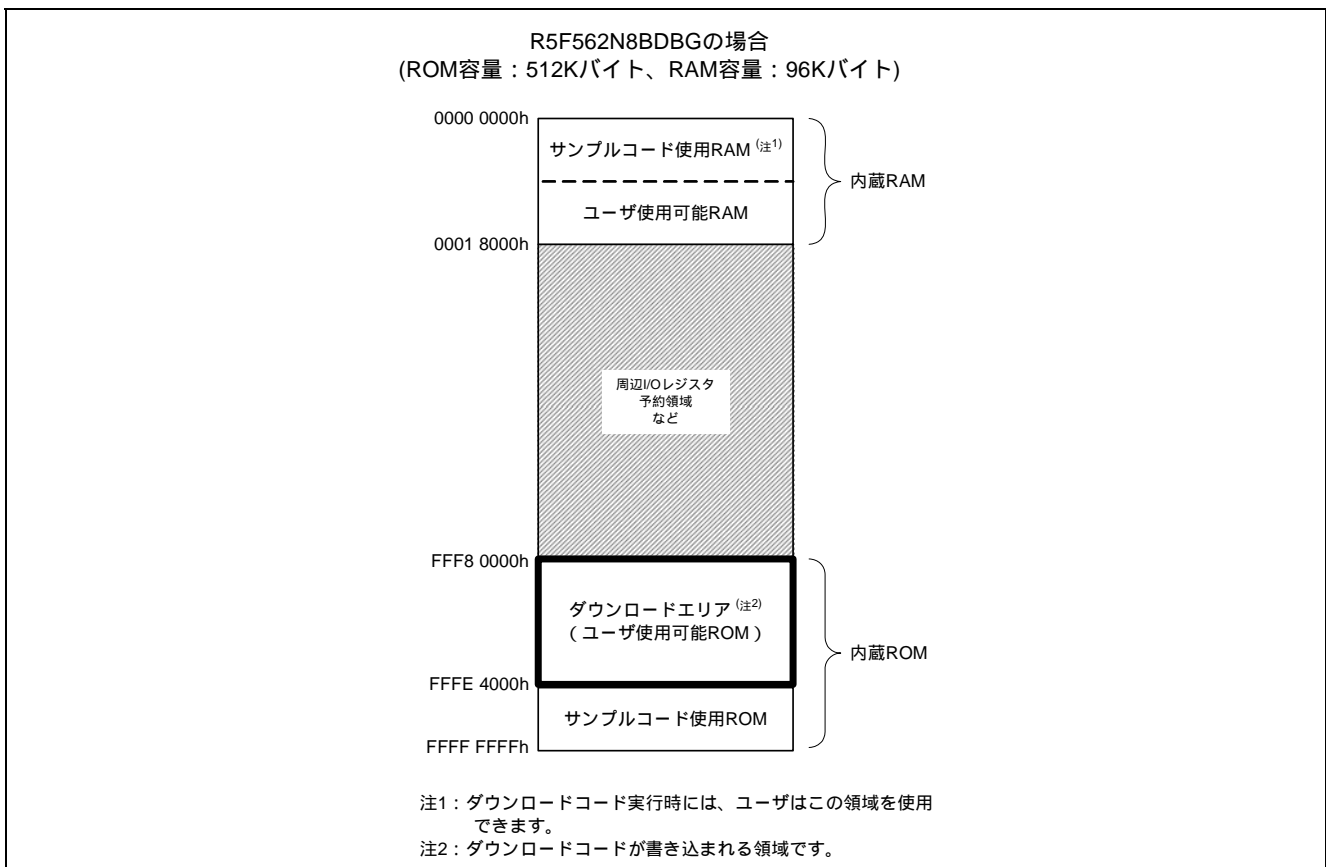 R5F562N8BDBGの場合
(ROM容量：512Kバイト、RAM容量：96Kバイト)
0000 0000h
サンプルコード使用RAM (注1)
内蔵RAM
ユーザ使用可能RAM
0001 8000h
周辺I/Oレジスタ
予約領域
など
FFF8 0000h
ダウンロードエリア (注2)
（ユーザ使用可能ROM）
内蔵ROM
FFFE 4000h
サンプルコード使用ROM
FFFF FFFFh
注1：ダウンロードコード実行時には、ユーザはこの領域を使用
できます。
注2：ダウンロードコードが書き込まれる領域です。